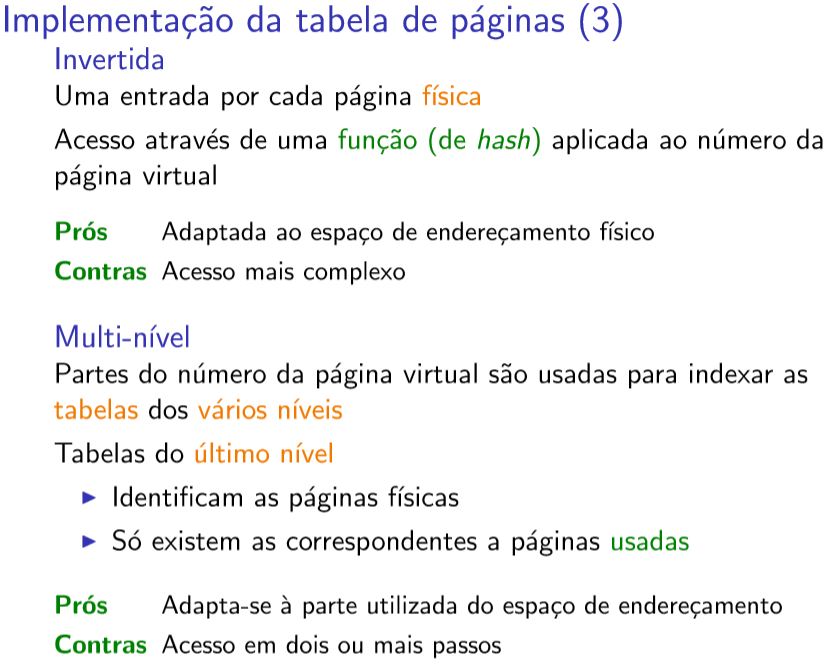 Implementação da tabela de páginas (3)
Invertida
Uma entrada por cada página física
Acesso através de uma função (de hash) aplicada ao número da
página virtual
Prós Adaptada ao espaço de endereçamento físico
Contras Acesso mais complexo
Multi-nível
Partes do número da página virtual são usadas para indexar as
tabelas dos vários níveis
Tabelas do último nível
▶ Identificam as páginas físicas
▶ Só existem as correspondentes a páginas usadas
Prós Adapta-se à parte utilizada do espaço de endereçamento
Contras Acesso em dois ou mais passos